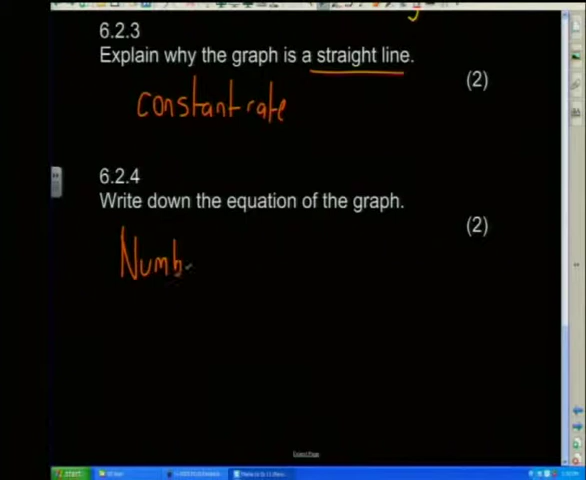 6.2.3
Explain why the graph is a straight line.
(2)
constant rate
6.2.4
Write down the equation of the graph.
(2)
Numb